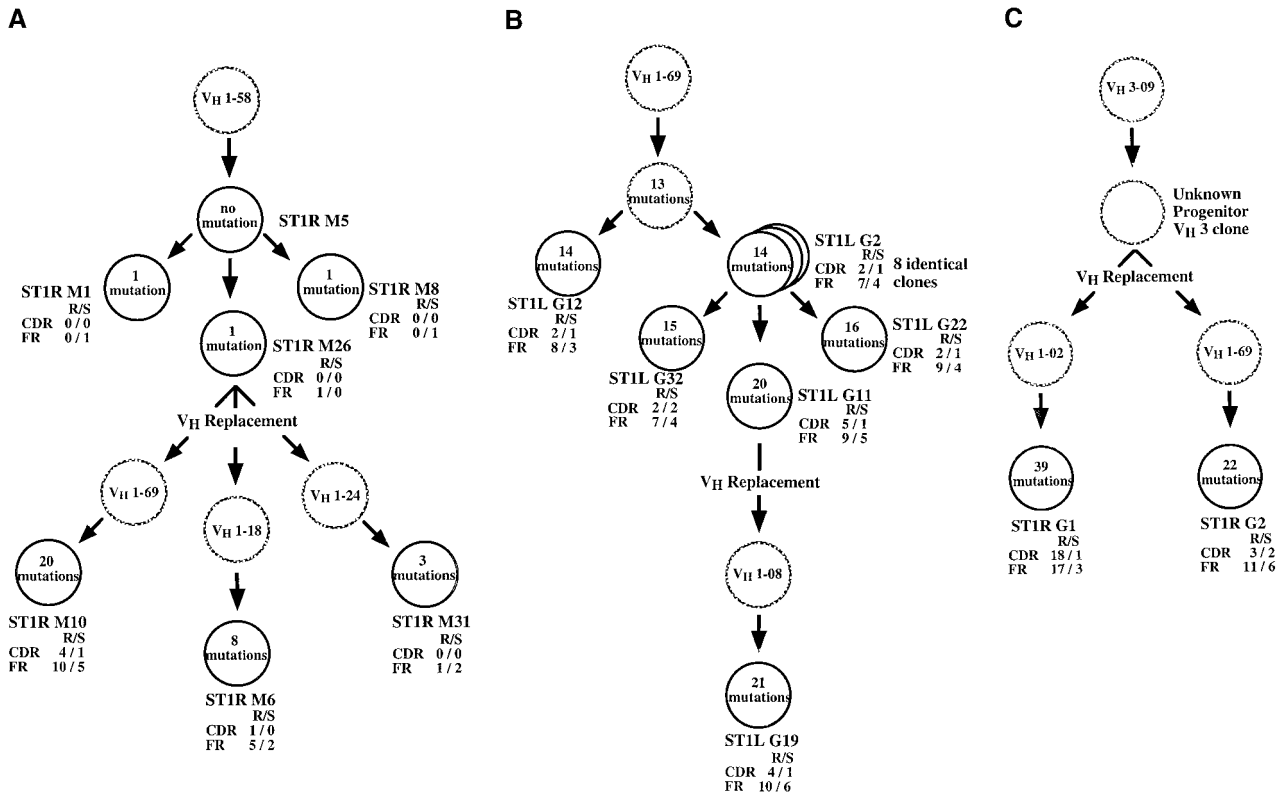 A
VH 1-58
no
mutation
ST1R M5
1
mutation
ST1R M1
R/S
CDR 0 / 0
FR 0 / 1
1
mutation
ST1R M8
R/S
CDR 0 / 0
FR 0 / 1
1
mutation
ST1R M26
R/S
CDR 0 / 0
FR 1 / 0
VH Replacement
VH 1-69
VH 1-18
VH 1-24
20
mutations
ST1R M10
R/S
CDR 4 / 1
FR 10 / 5
8
mutations
ST1R M6
R/S
CDR 1 / 0
FR 5 / 2
3
mutations
ST1R M31
R/S
CDR 0 / 0
FR 1 / 2
B
VH 1-69
13
mutations
14
mutations
ST1L G12
R/S
CDR 2 / 1
FR 8 / 3
14
mutations
ST1L G2
R/S
CDR 2 / 1
FR 7 / 4
8 identical
clones
15
mutations
ST1L G32
R/S
CDR 2 / 2
FR 7 / 4
20
mutations
ST1L G11
R/S
CDR 5 / 1
FR 9 / 5
16
mutations
ST1L G22
R/S
CDR 2 / 1
FR 9 / 4
VH Replacement
VH 1-08
21
mutations
ST1L G19
R/S
CDR 4 / 1
FR 10 / 6
C
VH 3-09
Unknown
Progenitor
VH 3 clone
VH Replacement
VH 1-02
VH 1-69
39
mutations
ST1R G1
R/S
CDR 18 / 1
FR 17 / 3
22
mutations
ST1R G2
R/S
CDR 3 / 2
FR 11 / 6